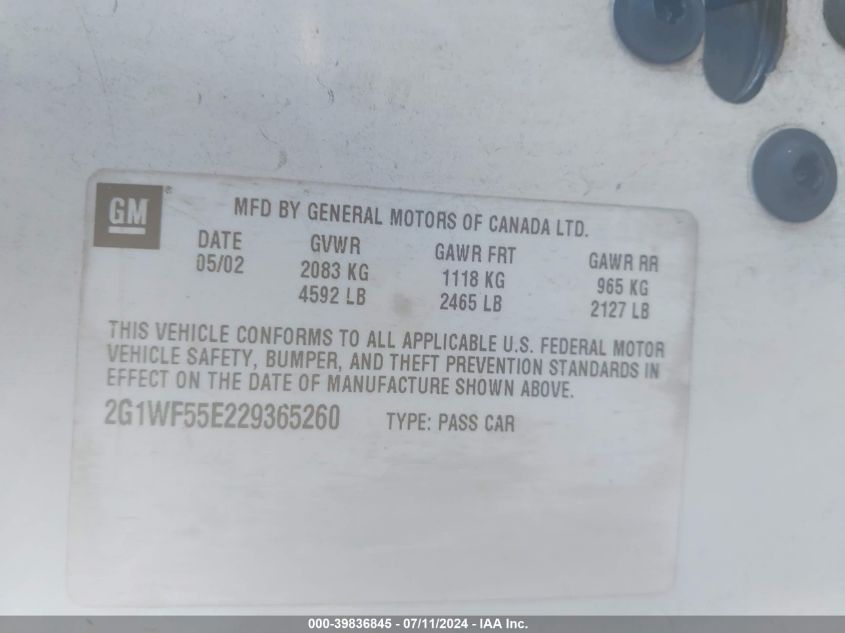 GM ®
MFD BY GENERAL MOTORS OF CANADA LTD.
DATE GVWR GAWR FRT GAWR RR
05/02 2083 KG 1118 KG 965 KG
4592 LB 2465 LB 2127 LB
THIS VEHICLE CONFORMS TO ALL APPLICABLE U.S. FEDERAL MOTOR
VEHICLE SAFETY, BUMPER, AND THEFT PREVENTION STANDARDS IN
EFFECT ON THE DATE OF MANUFACTURE SHOWN ABOVE.
2G1WF55E229365260 TYPE: PASS CAR
000-39836845 / 07/11/2024 - IAA Inc.